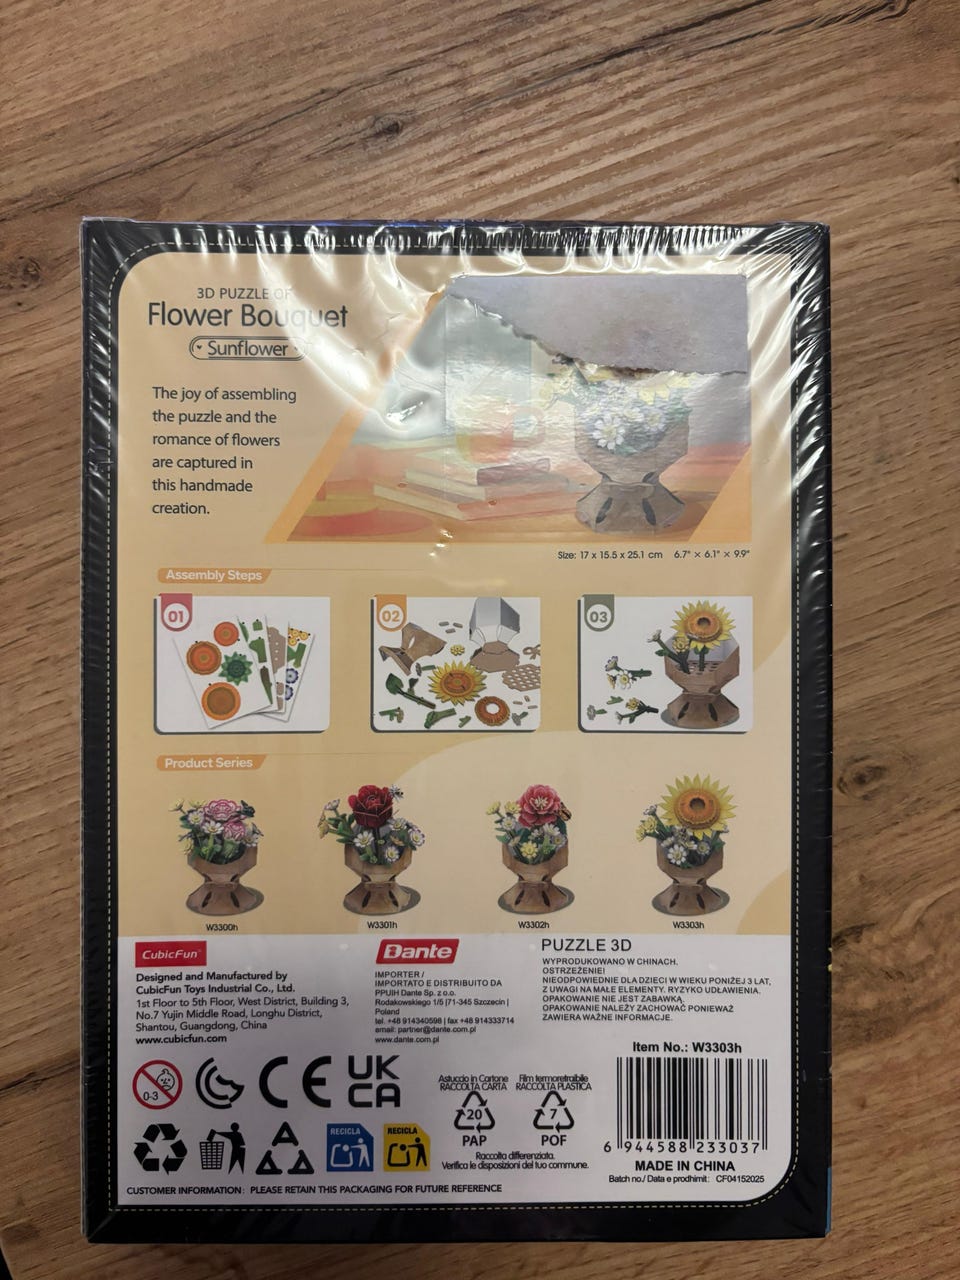 3D PUZZLE OF
Flower Bouquet
Sunflower
The joy of assembling
the puzzle and the
romance of flowers
are captured in
this handmade
creation.
Size: 17 x 15.5 x 25.1 cm 6.7" × 6.1" × 9.9"
Assembly Steps
01
02
03
Product Series
W3300h
W3301h
W3302h
W3303h
CubicFun
Designed and Manufactured by
CubicFun Toys Industrial Co., Ltd.
1st Floor to 5th Floor, West District, Building 3,
No.7 Yujin Middle Road, Longhu District,
Shantou, Guangdong, China
www.cubicfun.com
Dante
IMPORTER /
IMPORTATO E DISTRIBUITO DA
PPUIH Dante Sp. z o.o.
Rodakowskiego 1/5 |71-345 Szczecin |
Poland
tel. +48 914340598 | fax +48 914333714
email: partner@dante.com.pl
www.dante.com.pl
PUZZLE 3D
WYPRODUKOWANO W CHINACH.
OSTRZEŻENIE!
NIEODPOWIEDNIE DLA DZIECI W WIEKU PONIŻEJ 3 LAT,
Z UWAGI NA MAŁE ELEMENTY. RYZYKO UDŁAWIENIA.
OPAKOWANIE NIE JEST ZABAWKĄ.
OPAKOWANIE NALEŻY ZACHOWAĆ PONIEWAŻ
ZAWIERA WAŻNE INFORMACJE.
Item No.: W3303h
0-3
CE
UK
CA
Astuccio in Cartone
RACCOLTA CARTA
20
PAP
Film termoretraibile
RACCOLTA PLASTICA
7
POF
RECICLA
RECICLA
Raccolta differenziata.
Verifica le disposizioni del tuo commune.
6 944588 233037
MADE IN CHINA
Batch no./ Data e prodhimit: CF04152025
CUSTOMER INFORMATION: PLEASE RETAIN THIS PACKAGING FOR FUTURE REFERENCE